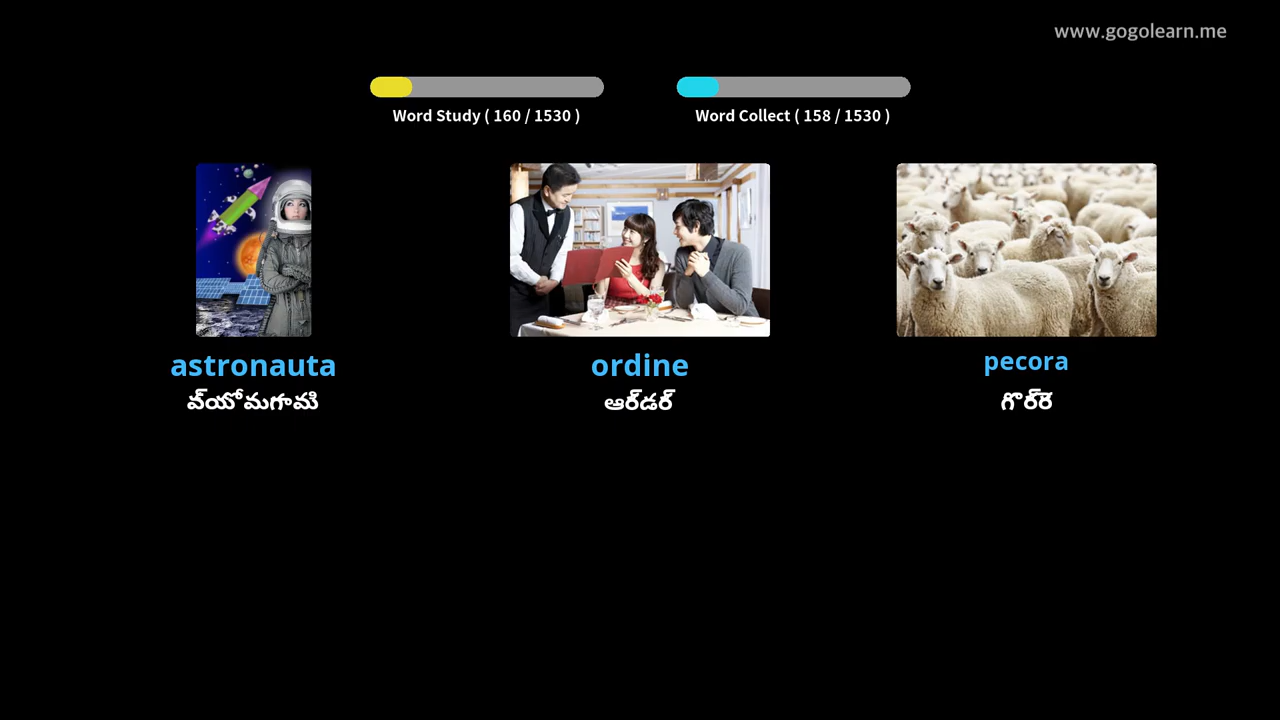 www.gogolearn.me
Word Study ( 160 / 1530 )
Word Collect ( 158 / 1530 )
astronauta
ordine
pecora
వ్‌యోమగామి
ఆర్‌డర్
గొర్‌రె